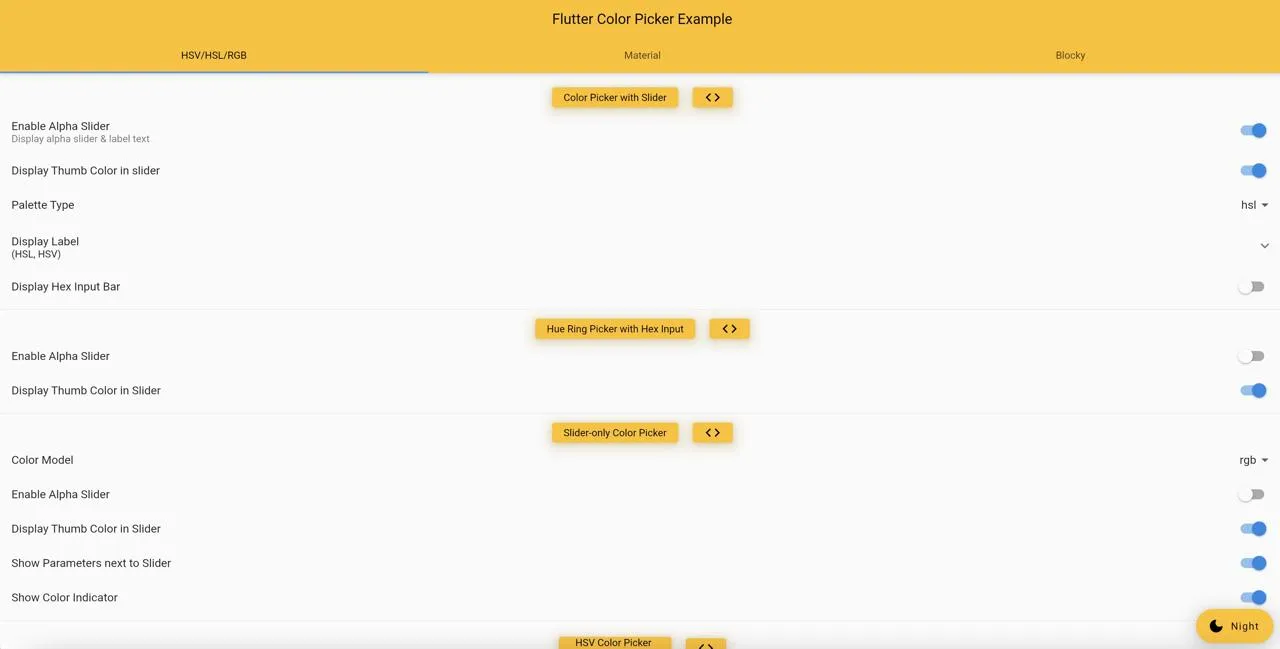 Flutter Color Picker Example
HSV/HSL/RGB
Material
Blocky
Color Picker with Slider
Enable Alpha Slider
Display alpha slider & label text
Display Thumb Color in slider
Palette Type
hsl
Display Label
(HSL, HSV)
Display Hex Input Bar
Hue Ring Picker with Hex Input
Enable Alpha Slider
Display Thumb Color in Slider
Slider-only Color Picker
Color Model
rgb
Enable Alpha Slider
Display Thumb Color in Slider
Show Parameters next to Slider
Show Color Indicator
Night
HSV Color Picker